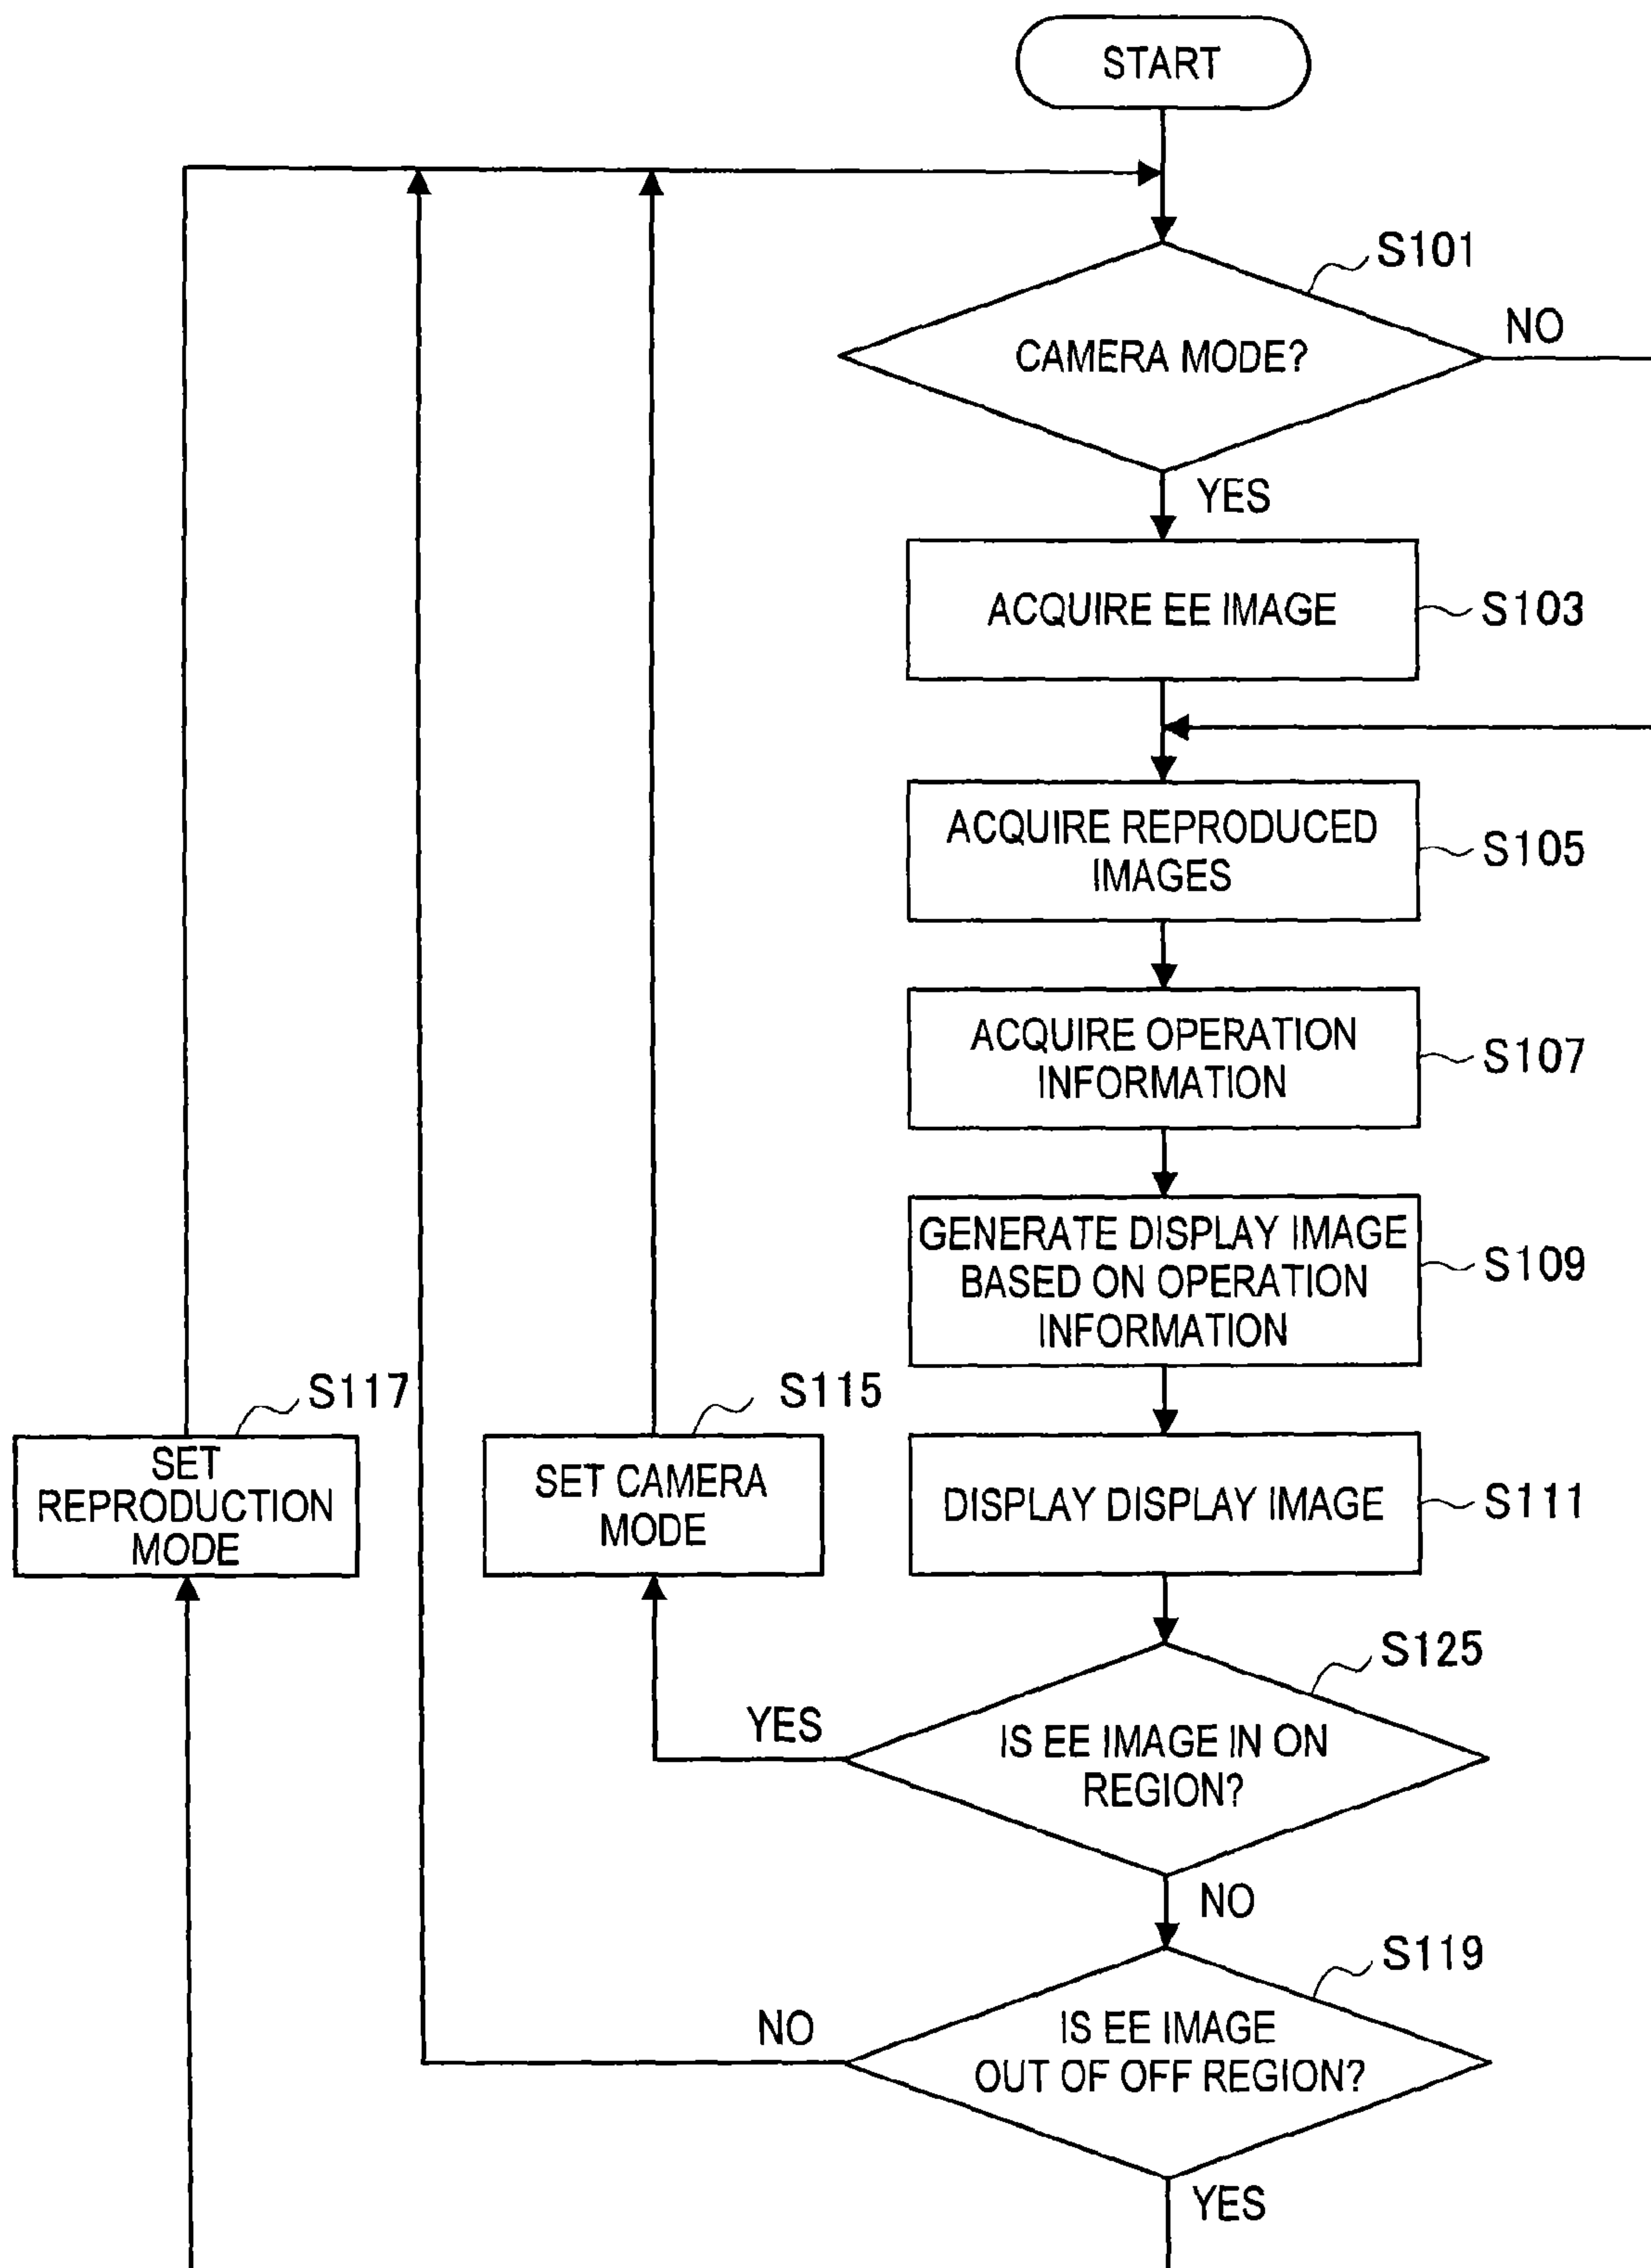 START
S101
CAMERA MODE?
NO
YES
ACQUIRE EE IMAGE
S103
ACQUIRE REPRODUCED
IMAGES
S105
ACQUIRE OPERATION
INFORMATION
S107
GENERATE DISPLAY IMAGE
BASED ON OPERATION
INFORMATION
S109
S117
SET
REPRODUCTION
MODE
S115
SET CAMERA
MODE
DISPLAY DISPLAY IMAGE
S111
S125
YES
IS EE IMAGE IN ON
REGION?
NO
S119
NO
IS EE IMAGE
OUT OF OFF REGION?
YES